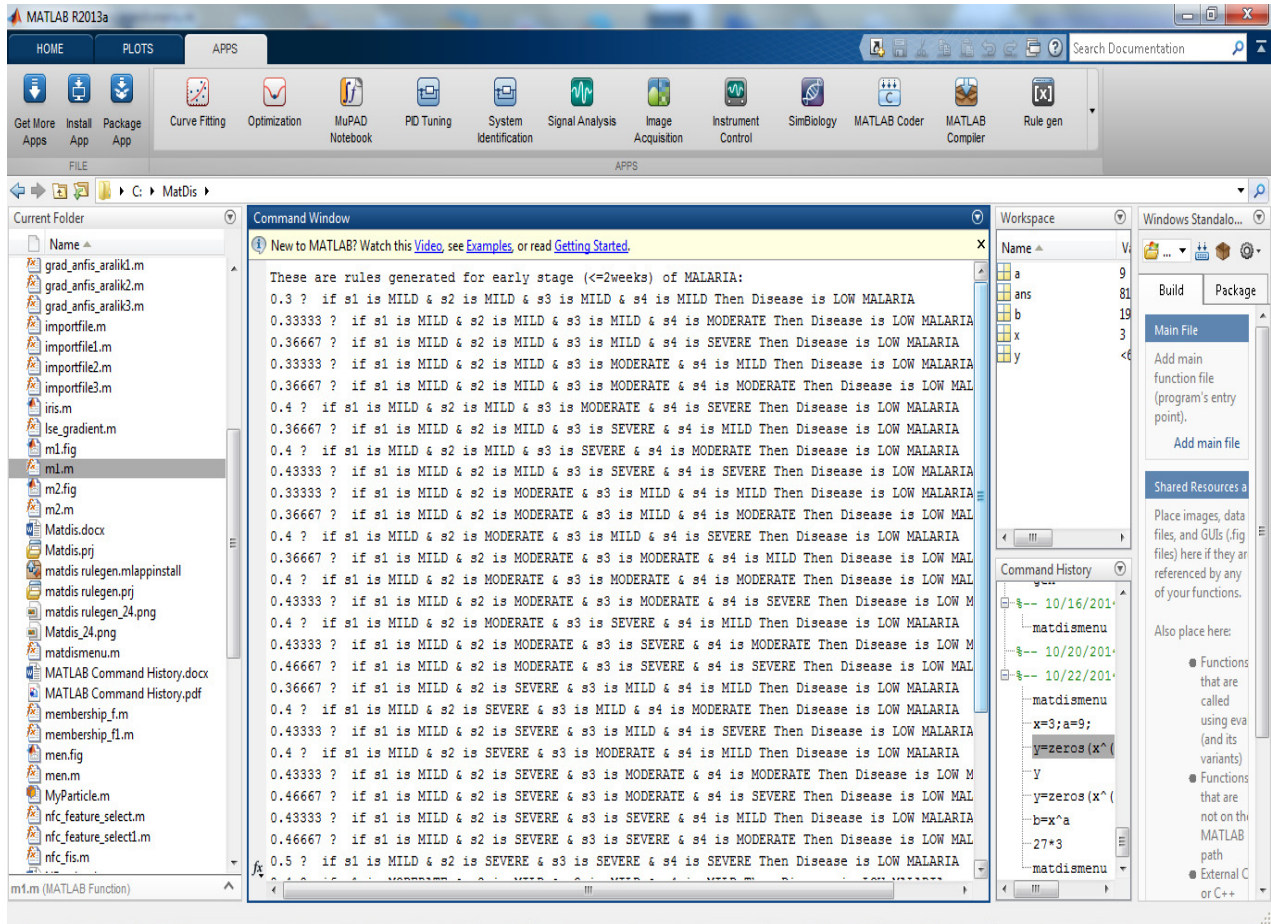 MATLAB R2013a
HOME
PLOTS
APPS
Search Documentation
Get More Apps
Install App
Package App
Curve Fitting
Optimization
MuPAD Notebook
PID Tuning
System Identification
Signal Analysis
Image Acquisition
Instrument Control
SimBiology
MATLAB Coder
MATLAB Compiler
Rule gen
FILE
APPS
C: ▸ MatDis ▸
Current Folder
Name
grad_anfis_aralik1.m
grad_anfis_aralik2.m
grad_anfis_aralik3.m
importfile.m
importfile1.m
importfile2.m
importfile3.m
iris.m
lse_gradient.m
m1.fig
m1.m
m2.fig
m2.m
Matdis.docx
Matdis.prj
matdis rulegen.mlappinstall
matdis rulegen.prj
matdis rulegen_24.png
Matdis_24.png
matdismenu.m
MATLAB Command History.docx
MATLAB Command History.pdf
membership_f.m
membership_f1.m
men.fig
men.m
MyParticle.m
nfc_feature_select.m
nfc_feature_select1.m
nfc_fis.m
m1.m (MATLAB Function)
Command Window
New to MATLAB? Watch this Video, see Examples, or read Getting Started.
These are rules generated for early stage (<=2weeks) of MALARIA:
0.3 ? if s1 is MILD & s2 is MILD & s3 is MILD & s4 is MILD Then Disease is LOW MALARIA
0.33333 ? if s1 is MILD & s2 is MILD & s3 is MILD & s4 is MODERATE Then Disease is LOW MALARIA
0.36667 ? if s1 is MILD & s2 is MILD & s3 is MILD & s4 is SEVERE Then Disease is LOW MALARIA
0.33333 ? if s1 is MILD & s2 is MILD & s3 is MODERATE & s4 is MILD Then Disease is LOW MALARIA
0.36667 ? if s1 is MILD & s2 is MILD & s3 is MODERATE & s4 is MODERATE Then Disease is LOW MAL
0.4 ? if s1 is MILD & s2 is MILD & s3 is MODERATE & s4 is SEVERE Then Disease is LOW MALARIA
0.36667 ? if s1 is MILD & s2 is MILD & s3 is SEVERE & s4 is MILD Then Disease is LOW MALARIA
0.4 ? if s1 is MILD & s2 is MILD & s3 is SEVERE & s4 is MODERATE Then Disease is LOW MALARIA
0.43333 ? if s1 is MILD & s2 is MILD & s3 is SEVERE & s4 is SEVERE Then Disease is LOW MALARIA
0.33333 ? if s1 is MILD & s2 is MODERATE & s3 is MILD & s4 is MILD Then Disease is LOW MALARIA
0.36667 ? if s1 is MILD & s2 is MODERATE & s3 is MILD & s4 is MODERATE Then Disease is LOW MAL
0.4 ? if s1 is MILD & s2 is MODERATE & s3 is MILD & s4 is SEVERE Then Disease is LOW MALARIA
0.36667 ? if s1 is MILD & s2 is MODERATE & s3 is MODERATE & s4 is MILD Then Disease is LOW MAL
0.4 ? if s1 is MILD & s2 is MODERATE & s3 is MODERATE & s4 is MODERATE Then Disease is LOW MAL
0.43333 ? if s1 is MILD & s2 is MODERATE & s3 is MODERATE & s4 is SEVERE Then Disease is LOW M
0.4 ? if s1 is MILD & s2 is MODERATE & s3 is SEVERE & s4 is MILD Then Disease is LOW MALARIA
0.43333 ? if s1 is MILD & s2 is MODERATE & s3 is SEVERE & s4 is MODERATE Then Disease is LOW M
0.46667 ? if s1 is MILD & s2 is MODERATE & s3 is SEVERE & s4 is SEVERE Then Disease is LOW MAL
0.36667 ? if s1 is MILD & s2 is SEVERE & s3 is MILD & s4 is MILD Then Disease is LOW MALARIA
0.4 ? if s1 is MILD & s2 is SEVERE & s3 is MILD & s4 is MODERATE Then Disease is LOW MALARIA
0.43333 ? if s1 is MILD & s2 is SEVERE & s3 is MILD & s4 is SEVERE Then Disease is LOW MALARIA
0.4 ? if s1 is MILD & s2 is SEVERE & s3 is MODERATE & s4 is MILD Then Disease is LOW MALARIA
0.43333 ? if s1 is MILD & s2 is SEVERE & s3 is MODERATE & s4 is MODERATE Then Disease is LOW M
0.46667 ? if s1 is MILD & s2 is SEVERE & s3 is MODERATE & s4 is SEVERE Then Disease is LOW MAL
0.43333 ? if s1 is MILD & s2 is SEVERE & s3 is SEVERE & s4 is MILD Then Disease is LOW MALARIA
0.46667 ? if s1 is MILD & s2 is SEVERE & s3 is SEVERE & s4 is MODERATE Then Disease is LOW MAL
0.5 ? if s1 is MILD & s2 is SEVERE & s3 is SEVERE & s4 is SEVERE Then Disease is LOW MALARIA
fx
Workspace
Name
a 9
ans 81
b 19
x 3
y <6
Command History
%-- 10/16/201
matdismenu
%-- 10/20/201
%-- 10/22/201
matdismenu
x=3;a=9;
y=zeros(x^(
y
y=zeros(x^(
b=x^a
27*3
matdismenu
Windows Standalo...
Build
Package
Main File
Add main
function file
(program's entry
point).
Add main file
Shared Resources a
Place images, data
files, and GUIs (.fig
files) here if they ar
referenced by any
of your functions.
Also place here:
Functions
that are
called
using eva
(and its
variants)
Functions
that are
not on the
MATLAB
path
External C
or C++